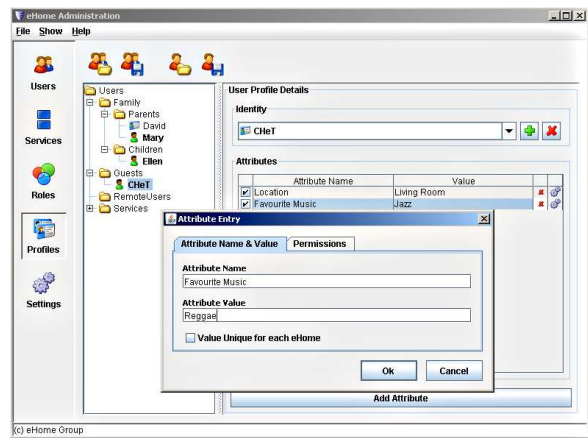 eHome Administration
File Show Help
Users
Services
Roles
Profiles
Settings
Users
Family
Parents
David
Mary
Children
Ellen
Guests
CHeT
RemoteUsers
Services
User Profile Details
Identity
CHeT
Attributes
Attribute Name Value
Location Living Room
Favourite Music Jazz
Attribute Entry
Attribute Name & Value Permissions
Attribute Name
Favourite Music
Attribute Value
Reggae
Value Unique for each eHome
Ok Cancel
Add Attribute
(c) eHome Group